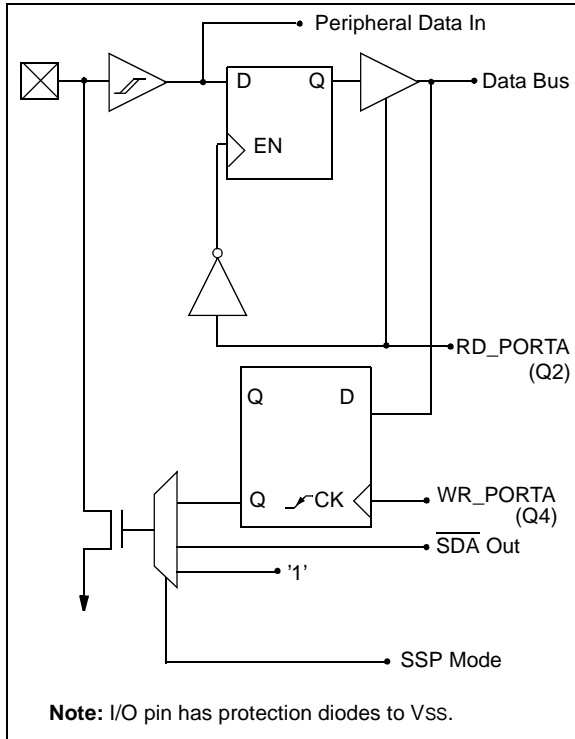 Peripheral Data In
D Q
Data Bus
EN
RD_PORTA
(Q2)
Q D
Q CK
WR_PORTA
(Q4)
SDA Out
'1'
SSP Mode
Note: I/O pin has protection diodes to VSS.